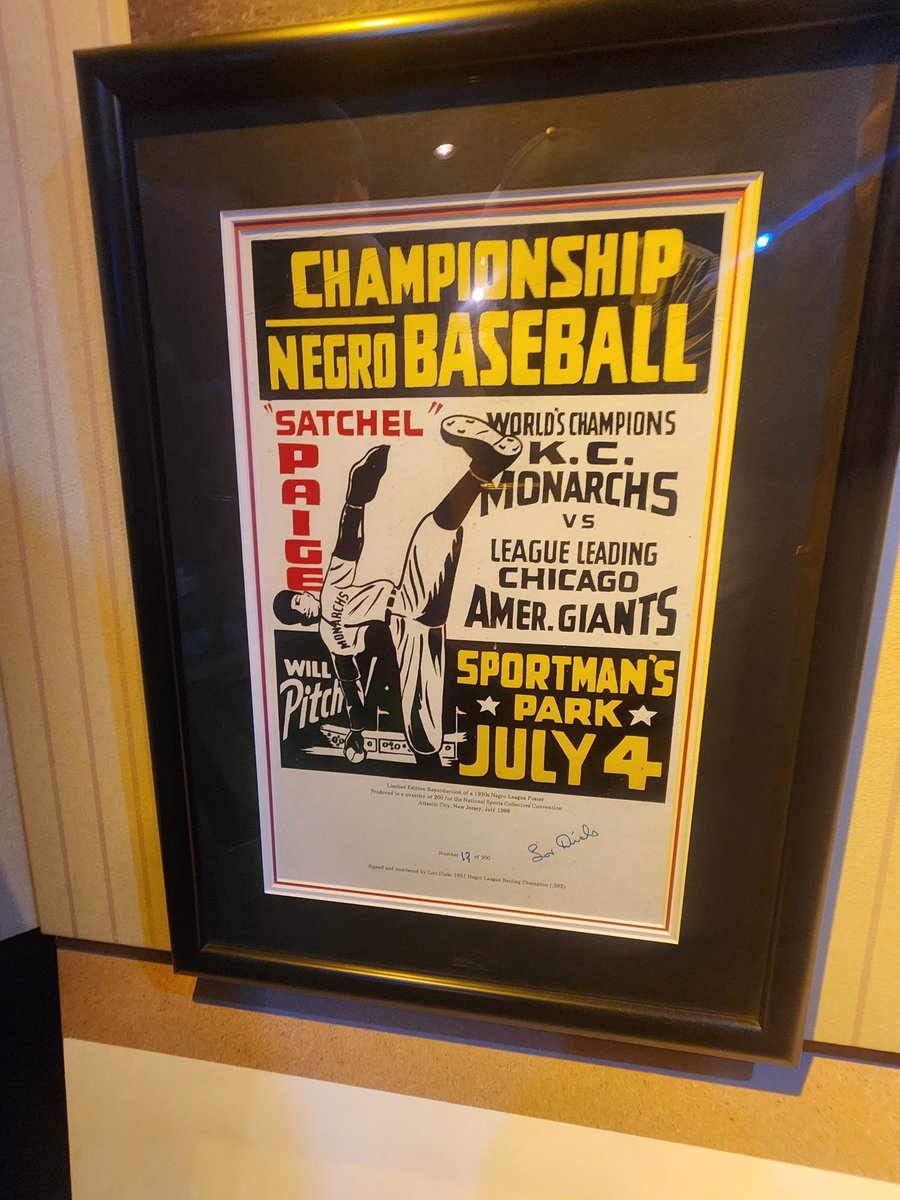 CHAMPIONSHIP
NEGRO BASEBALL
"SATCHEL"
PAIGE
WORLD'S CHAMPIONS
K.C.
MONARCHS
VS
LEAGUE LEADING
CHICAGO
AMER. GIANTS
MONARCHS
WILL
Pitch
SPORTMAN'S
PARK
JULY 4
Limited Edition Reproduction of a 1930s Negro League Poster
Produced in a quantity of 200 for the National Sports Collectors Convention
Atlantic City, New Jersey, July 1988
Number 12 of 200
Lou Dials
Signed and numbered by Lou Dials, 1931 Negro League Batting Champion (.382)